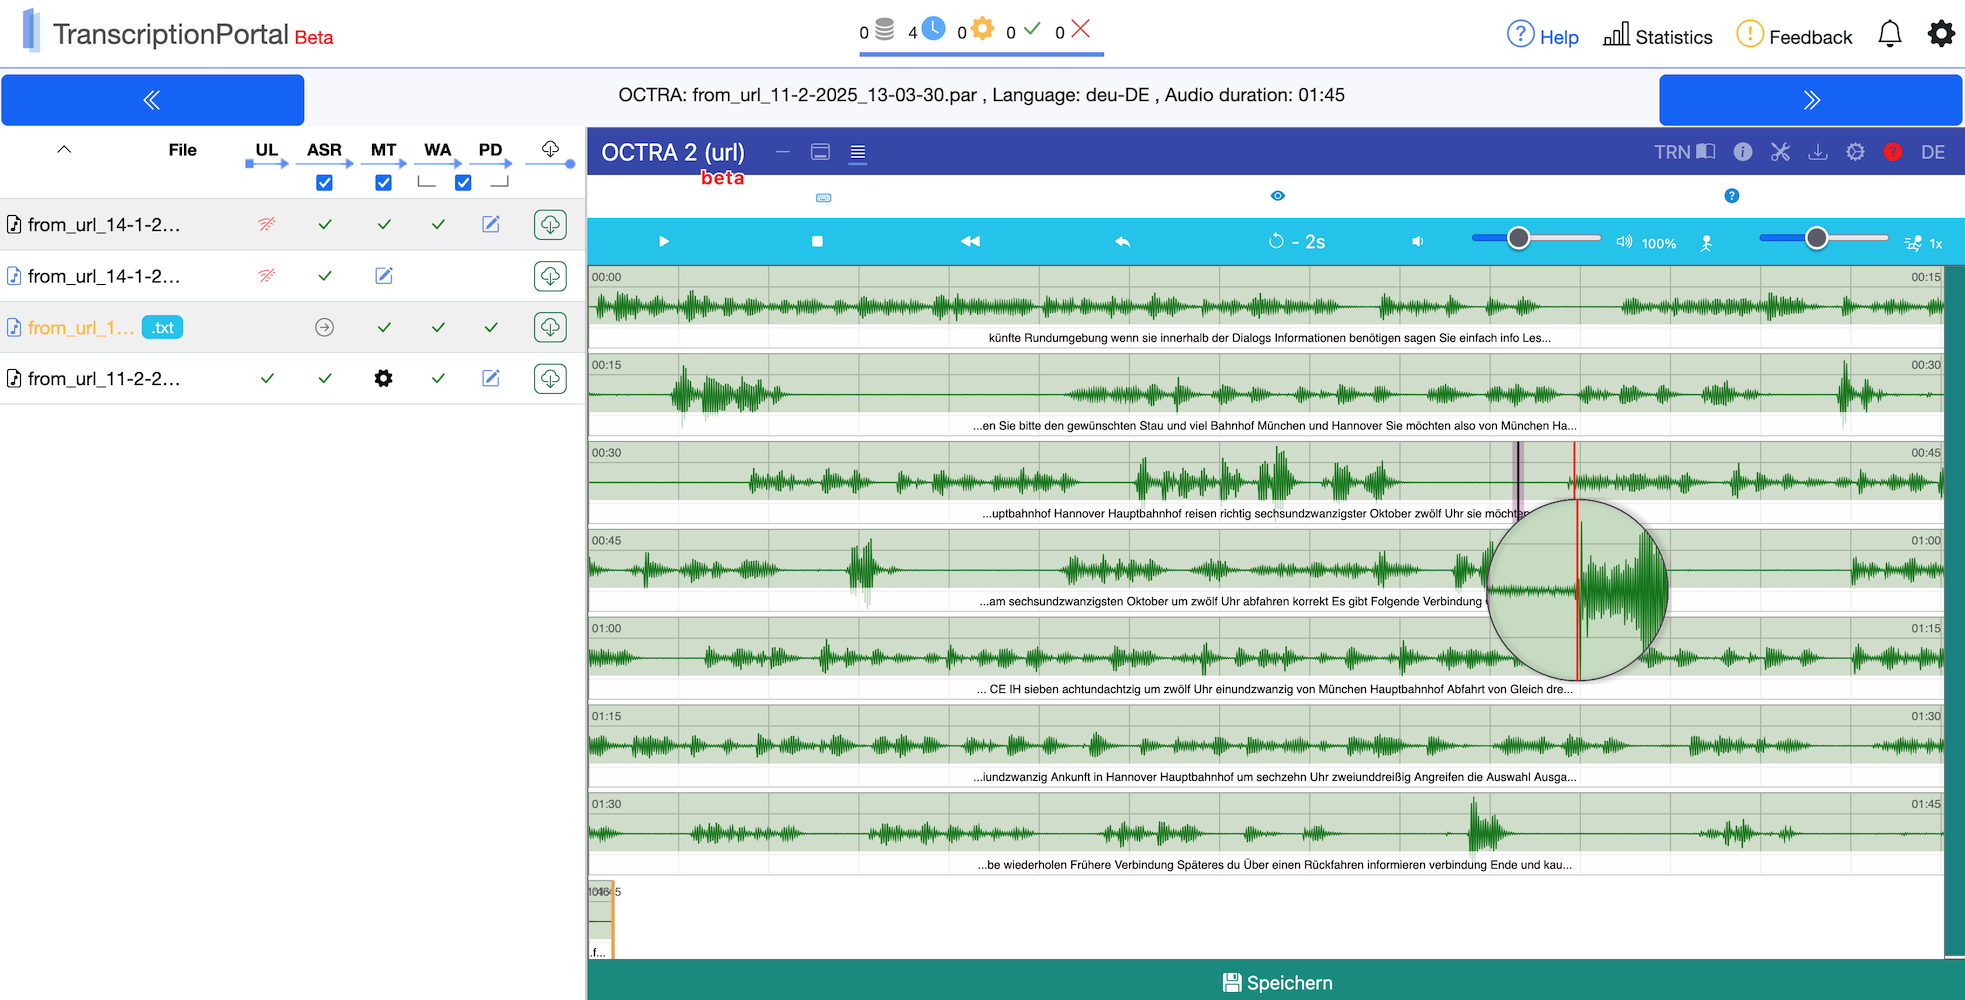 TranscriptionPortal Beta
0 4 0 0 0
Help Statistics Feedback
OCTRA: from_url_11-2-2025_13-03-30.par , Language: deu-DE , Audio duration: 01:45
File UL ASR MT WA PD
from_url_14-1-2...
from_url_14-1-2...
from_url_1... .txt
from_url_11-2-2...
OCTRA 2 (url)
beta
TRN DE
- 2s 100% 1x
00:00 00:15
künfte Rundumgebung wenn sie innerhalb der Dialogs Informationen benötigen sagen Sie einfach info Les...
00:15 00:30
...en Sie bitte den gewünschten Stau und viel Bahnhof München und Hannover Sie möchten also von München Ha...
00:30 00:45
...uptbahnhof Hannover Hauptbahnhof reisen richtig sechsundzwanzigster Oktober zwölf Uhr sie möchten
00:45 01:00
...am sechsundzwanzigsten Oktober um zwölf Uhr abfahren korrekt Es gibt Folgende Verbindung
01:00 01:15
... CE IH sieben achtundachtzig um zwölf Uhr einundzwanzig von München Hauptbahnhof Abfahrt von Gleich dre...
01:15 01:30
...iundzwanzig Ankunft in Hannover Hauptbahnhof um sechzehn Uhr zweiunddreißig Angreifen die Auswahl Ausga...
01:30 01:45
...be wiederholen Frühere Verbindung Späteres du Über einen Rückfahren informieren verbindung Ende und kau...
.f...
Speichern